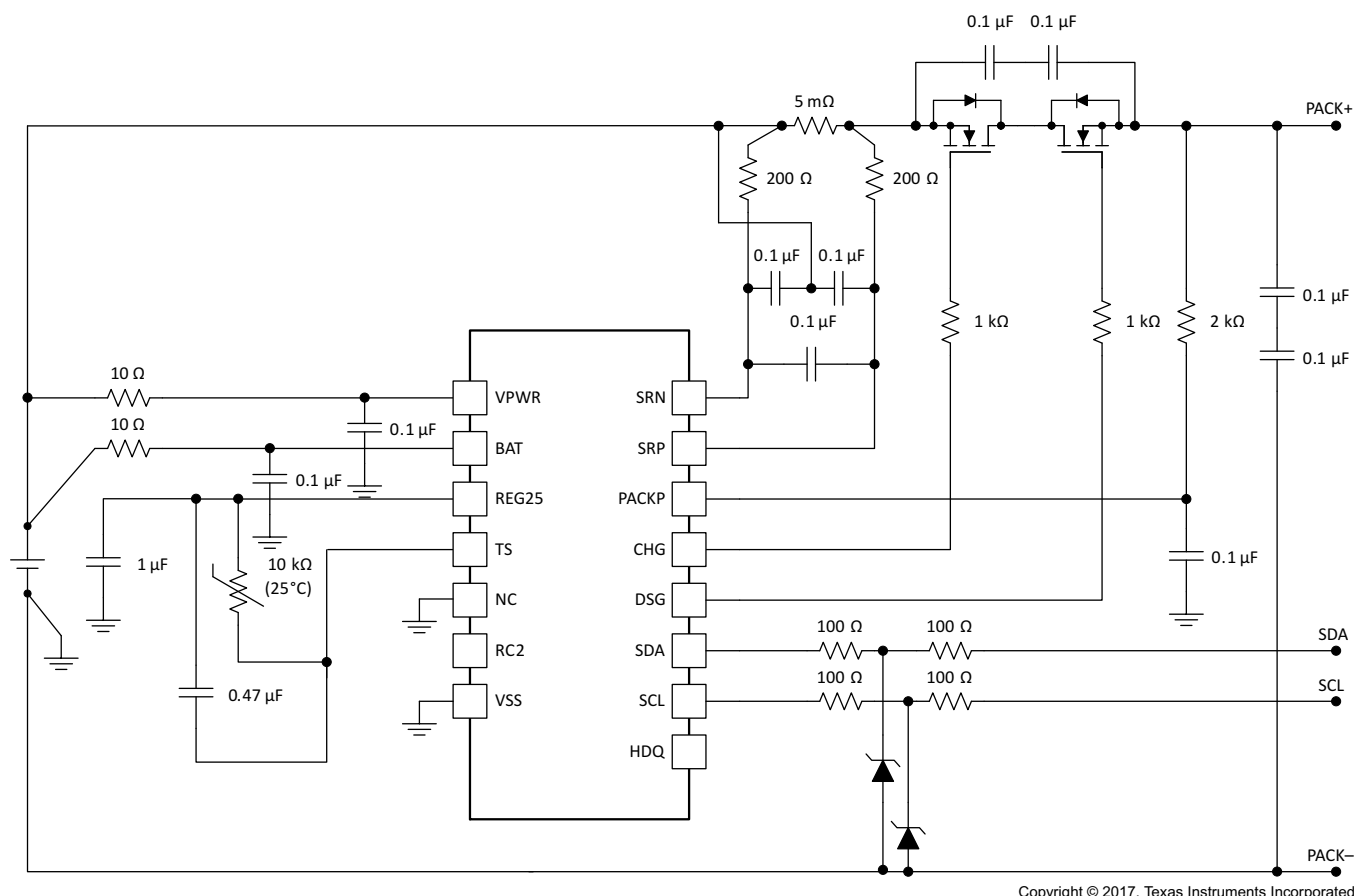 0.1 µF 0.1 µF
5 mΩ
PACK+
200 Ω 200 Ω
0.1 µF 0.1 µF
0.1 µF
1 kΩ 1 kΩ 2 kΩ
0.1 µF
0.1 µF
10 Ω
VPWR SRN
0.1 µF
10 Ω
BAT SRP
0.1 µF
REG25 PACKP
TS CHG
1 µF
10 kΩ
(25°C)
0.1 µF
NC DSG
100 Ω 100 Ω
SDA
RC2 SDA
100 Ω 100 Ω
SCL
0.47 µF
VSS SCL
HDQ
PACK–
Copyright © 2017, Texas Instruments Incorporated